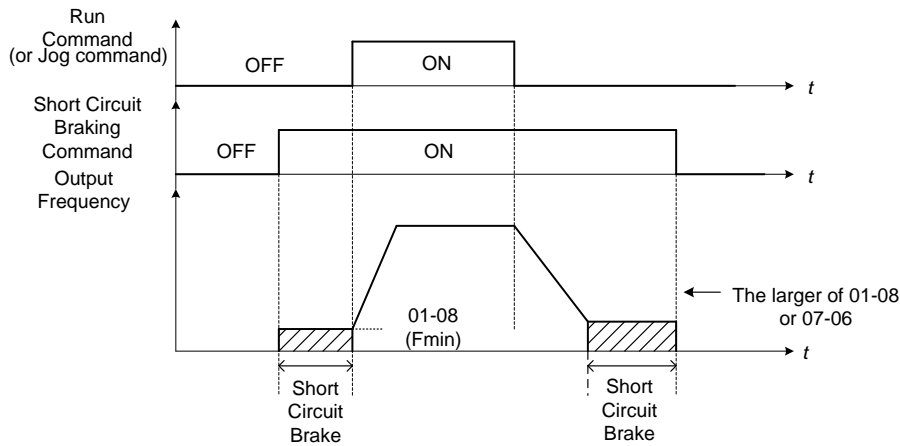 Run
Command
(or Jog command)
OFF
ON
t
Short Circuit
Braking
Command
OFF
ON
t
Output
Frequency
01-08
(Fmin)
The larger of 01-08
or 07-06
t
Short
Circuit
Brake
Short
Circuit
Brake